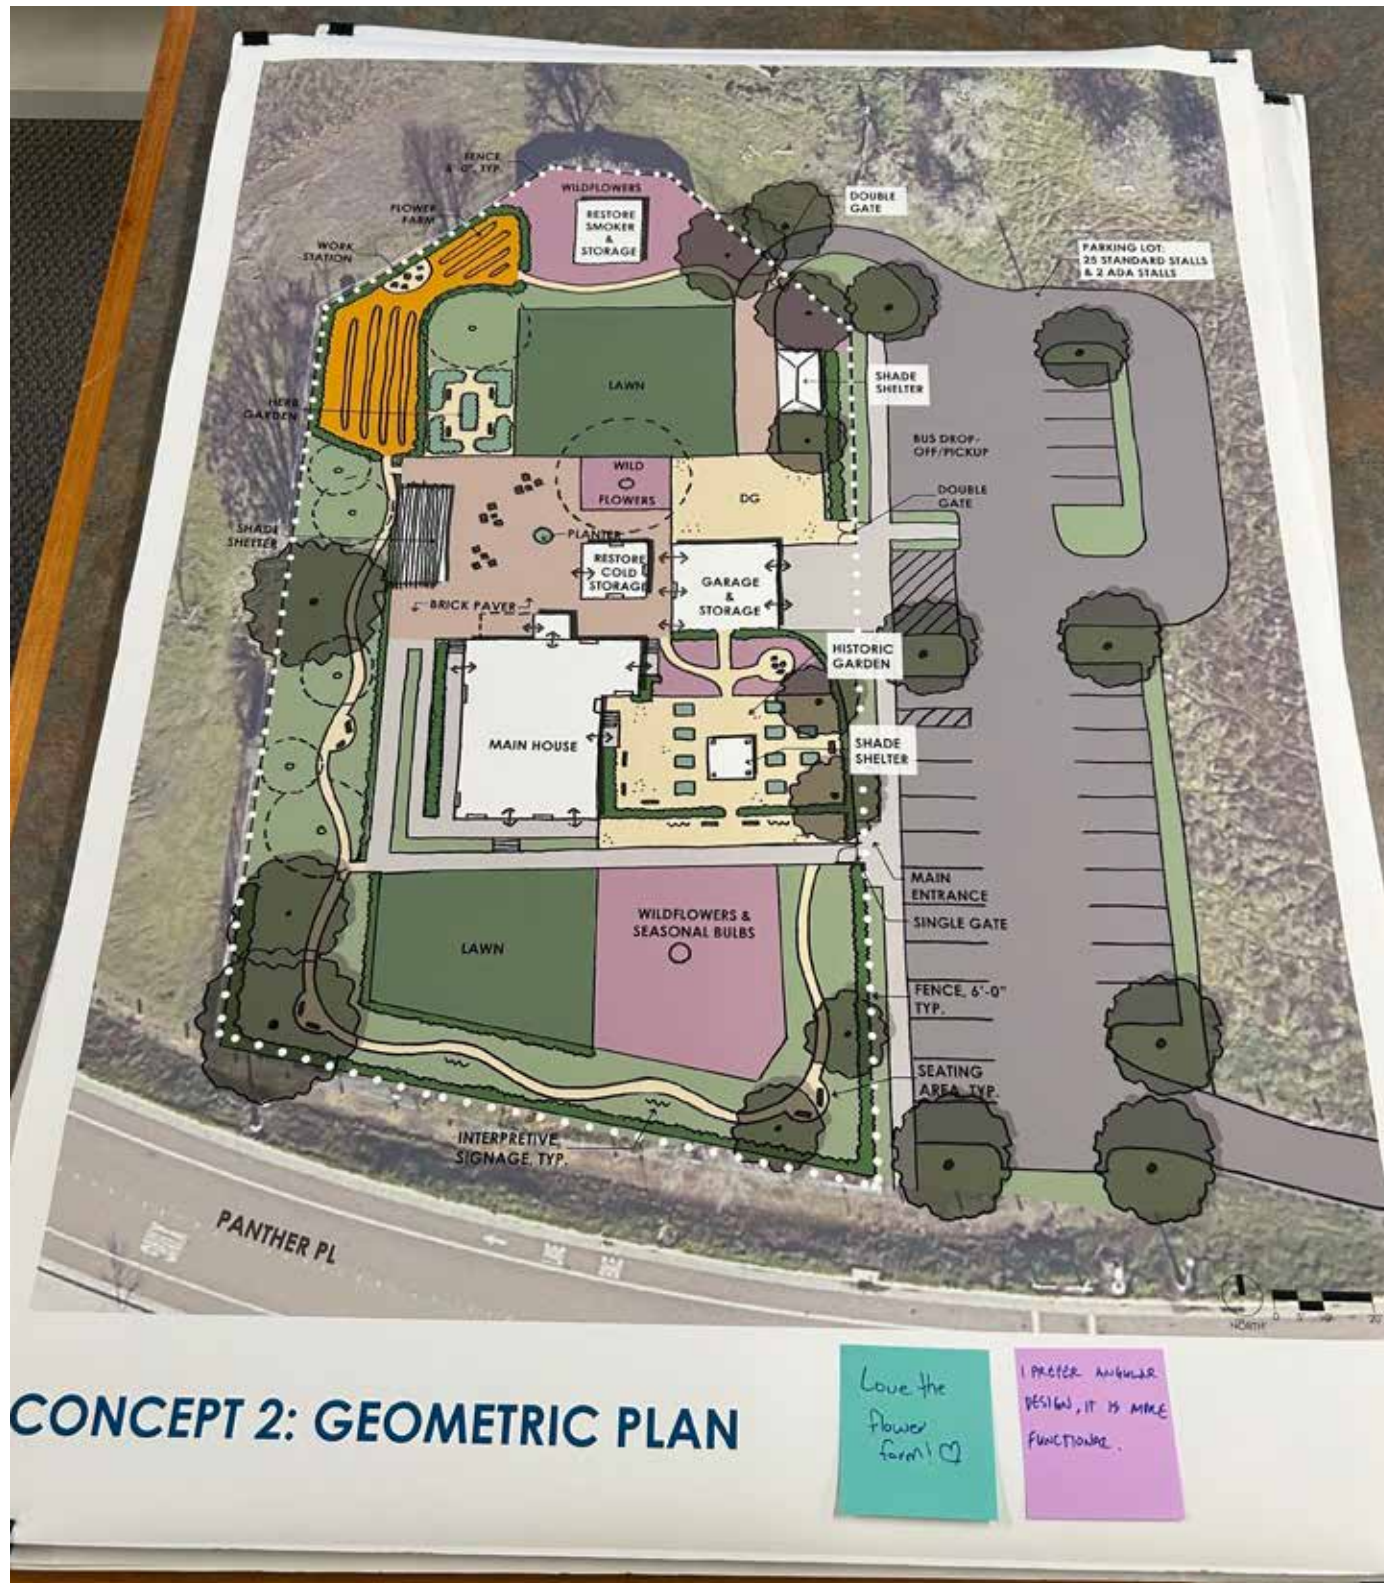 FENCE
6'-0", TYP.
WILDFLOWERS
RESTORE
SMOKER
&
STORAGE
DOUBLE
GATE
FLOWER
FARM
WORK
STATION
PARKING LOT:
25 STANDARD STALLS
& 2 ADA STALLS
LAWN
SHADE
SHELTER
HERB
GARDEN
BUS DROP-
OFF/PICKUP
WILD
FLOWERS
DG
DOUBLE
GATE
SHADE
SHELTER
PLANTER
RESTORE
COLD
STORAGE
GARAGE
&
STORAGE
BRICK PAVER
HISTORIC
GARDEN
MAIN HOUSE
SHADE
SHELTER
MAIN
ENTRANCE
SINGLE GATE
WILDFLOWERS &
SEASONAL BULBS
LAWN
FENCE, 6'-0"
TYP.
SEATING
AREA, TYP.
INTERPRETIVE
SIGNAGE, TYP.
PANTHER PL
NORTH
0
20
CONCEPT 2: GEOMETRIC PLAN
Love the
flower
farm! ♡
I PREFER ANGULAR
DESIGN, IT IS MORE
FUNCTIONAL.